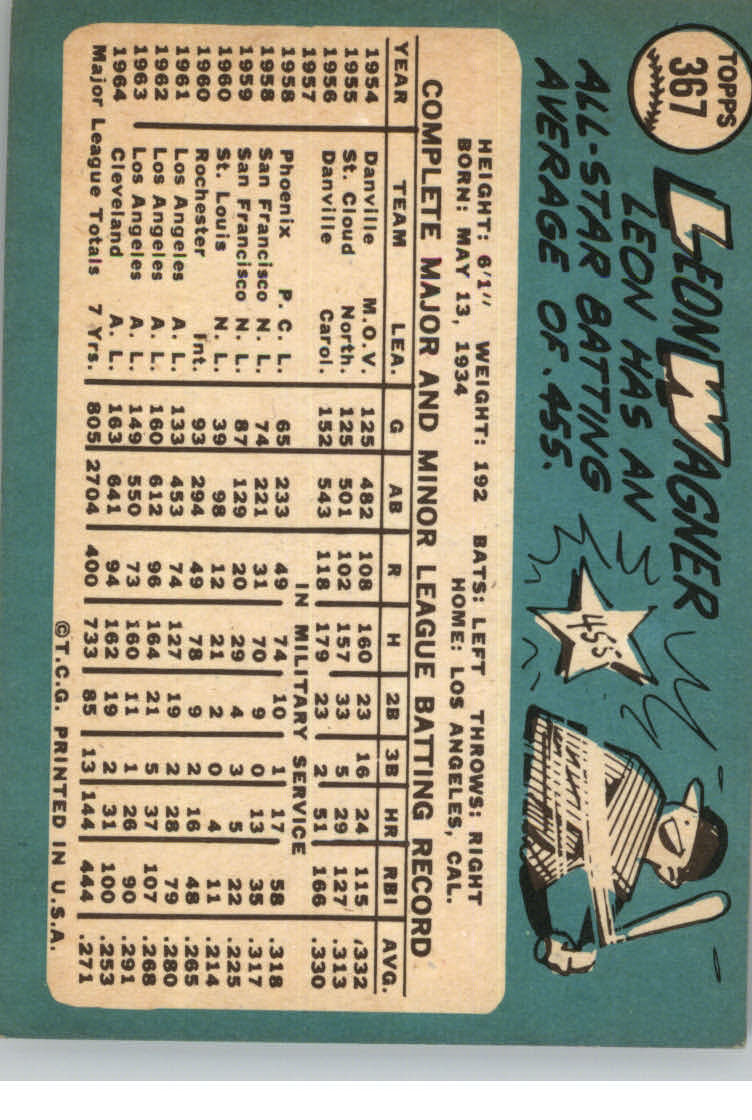 TOPPS
367
LEON WAGNER
LEON HAS AN
ALL-STAR BATTING
AVERAGE OF .455.
.455
HEIGHT: 6'1" WEIGHT: 192 BATS: LEFT THROWS: RIGHT
BORN: MAY 13, 1934 HOME: LOS ANGELES, CAL.
COMPLETE MAJOR AND MINOR LEAGUE BATTING RECORD
YEAR TEAM LEA. G AB R H 2B 3B HR RBI AVG.
1954 Danville M.O.V. 125 482 108 160 23 16 24 115 .332
1955 St. Cloud North. 125 501 102 157 33 5 29 127 .313
1956 Danville Carol. 152 543 118 179 23 2 51 166 .330
1957 IN MILITARY SERVICE
1958 Phoenix P. C. L. 65 233 49 74 10 1 17 58 .318
1958 San Francisco N. L. 74 221 31 70 9 0 13 35 .317
1959 San Francisco N. L. 87 129 20 29 4 3 5 22 .225
1960 St. Louis N. L. 39 98 12 21 2 0 4 11 .214
1960 Rochester Int. 93 294 49 78 9 2 16 48 .265
1961 Los Angeles A. L. 133 453 74 127 19 2 28 79 .280
1962 Los Angeles A. L. 160 612 96 164 21 5 37 107 .268
1963 Los Angeles A. L. 149 550 73 160 11 1 26 90 .291
1964 Cleveland A. L. 163 641 94 162 19 2 31 100 .253
Major League Totals 7 Yrs. 805 2704 400 733 85 13 144 444 .271
©T.C.G. PRINTED IN U.S.A.